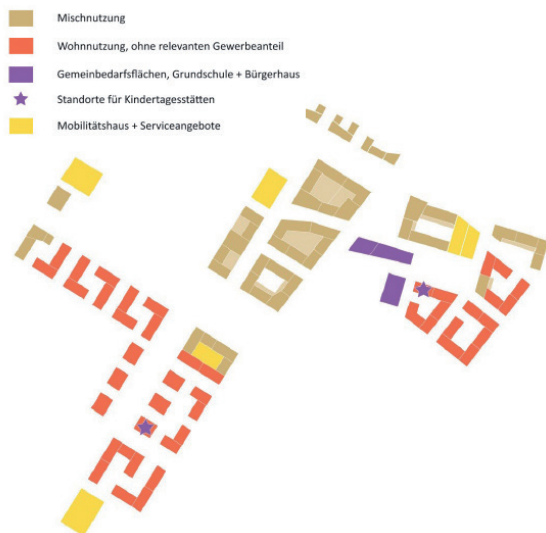 Mischnutzung
Wohnnutzung, ohne relevanten Gewerbeanteil
Gemeinbedarfsflächen, Grundschule + Bürgerhaus
Standorte für Kindertagesstätten
Mobilitätshaus + Serviceangebote